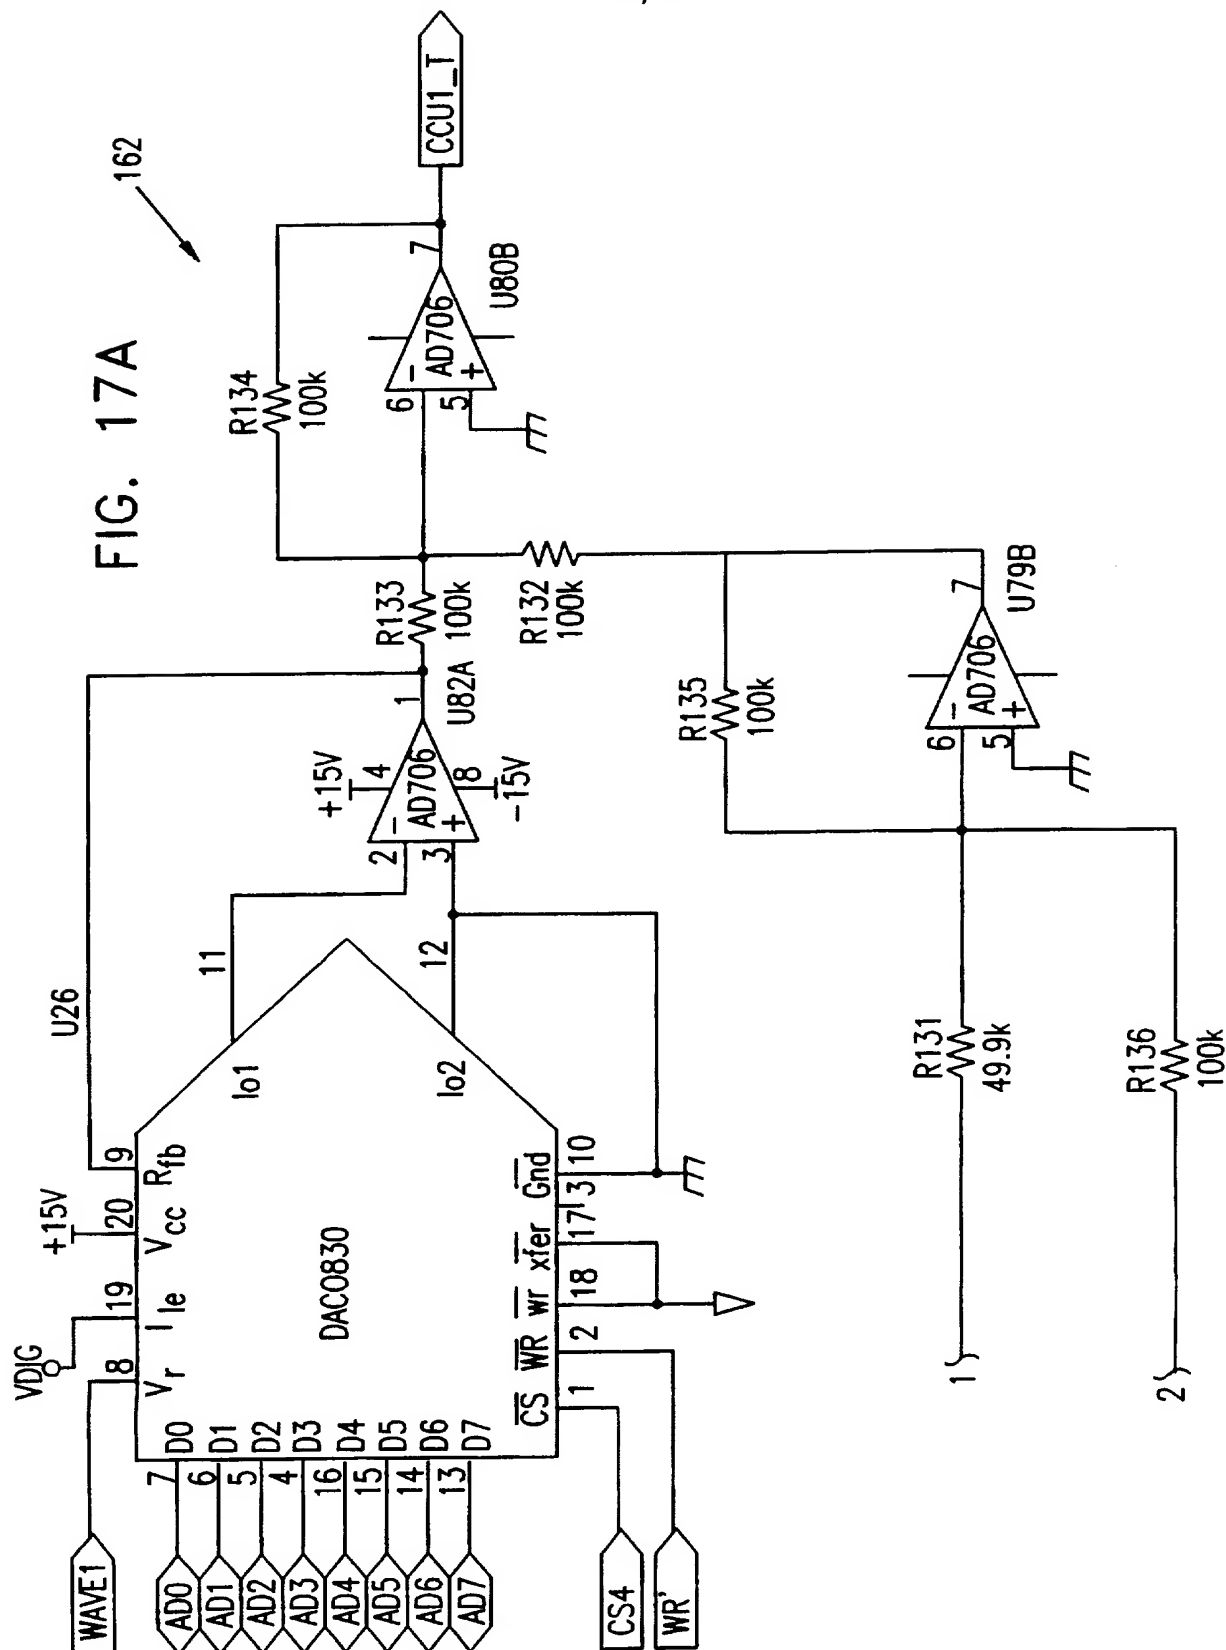 FIG. 17A
162
WAVE1
VDIG
+15V
U26
8
19
20
9
Vr
Ile
Vcc
Rfb
AD0
7
D0
AD1
6
D1
AD2
5
D2
AD3
4
D3
AD4
16
D4
AD5
15
D5
AD6
14
D6
AD7
13
D7
DAC0830
Io1
11
Io2
12
CS
WR
wr
xfer
Gnd
1
2
18
17
3
10
CS4
WR'
+15V
4
2
−
AD706
3
+
8
-15V
1
U82A
R133
100k
R134
100k
6
−
AD706
5
+
7
U80B
CCU1_T
R132
100k
R135
100k
6
−
AD706
5
+
7
U79B
1
R131
49.9k
2
R136
100k